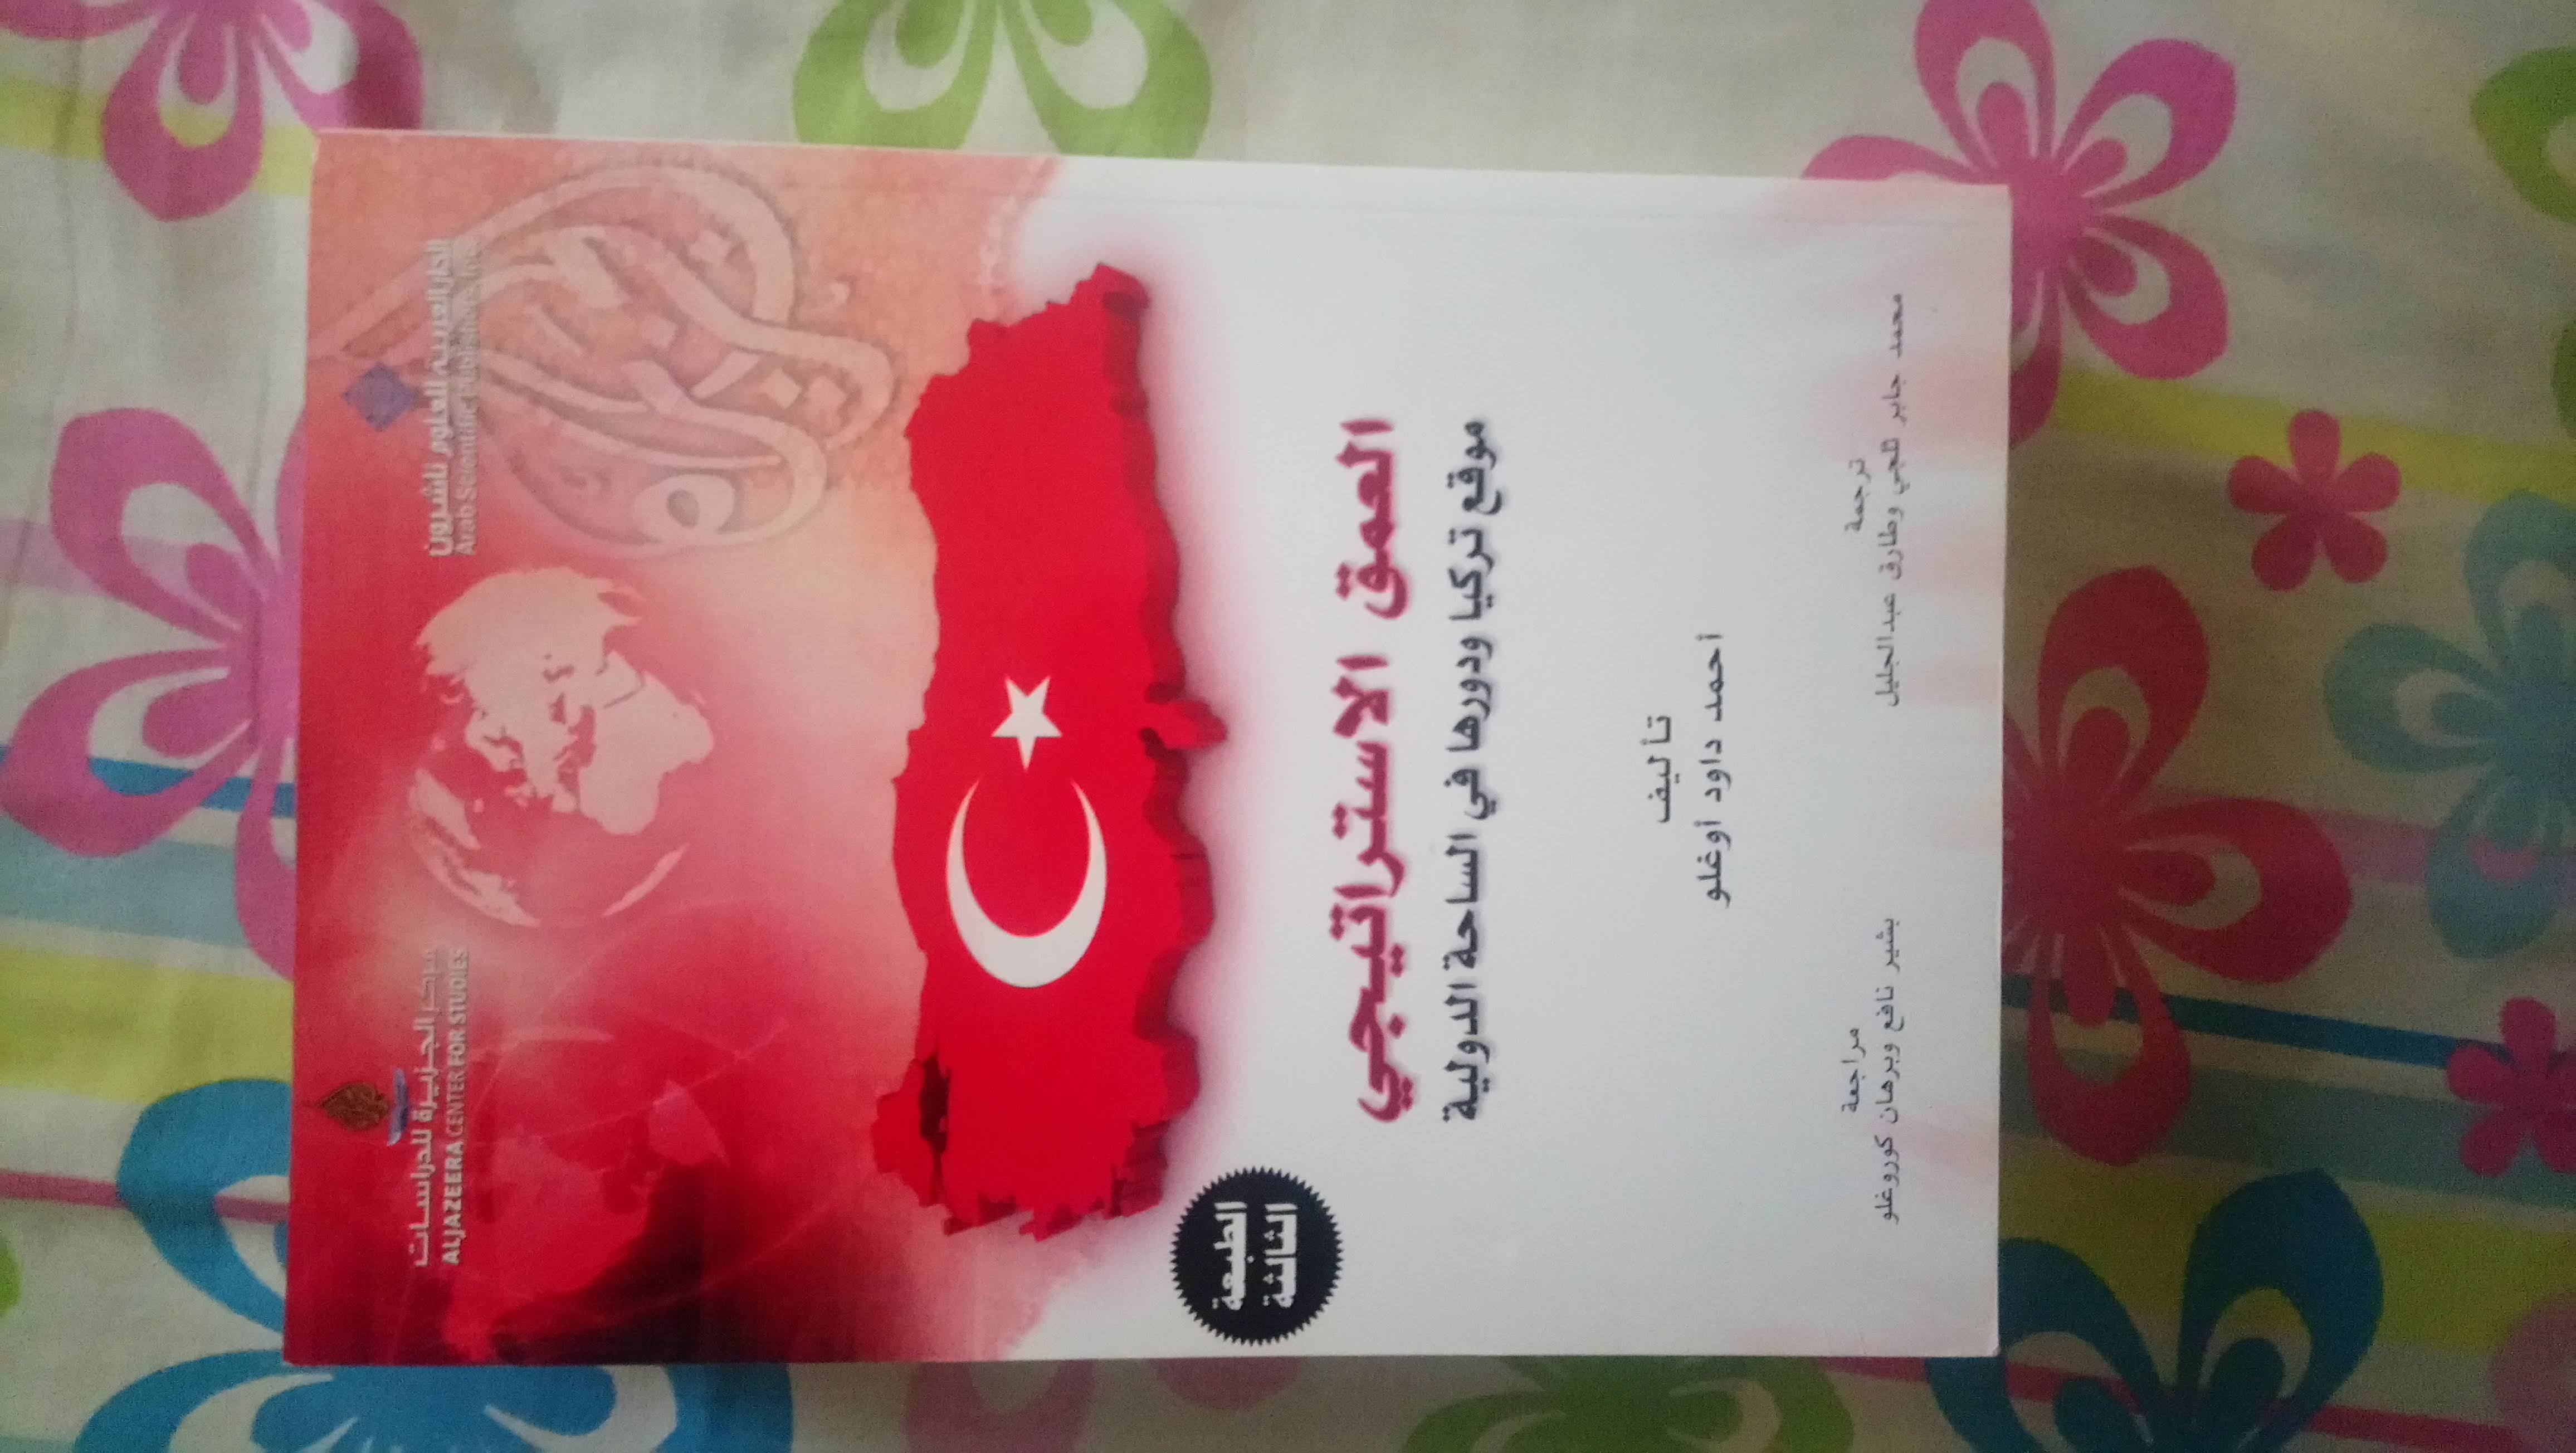 مركز الجزيرة للدراسات
ALJAZEERA CENTER FOR STUDIES
الدار العربية للعلوم ناشرون
Arab Scientific Publishers, Inc.
الجزيرة
الطبعة
الثالثة
العمق الاستراتيجي
موقع تركيا ودورها في الساحة الدولية
تأليف
أحمد داود أوغلو
ترجمة
محمد جابر ثلجي وطارق عبدالجليل
مراجعة
بشير نافع وبرهان كوروغلو